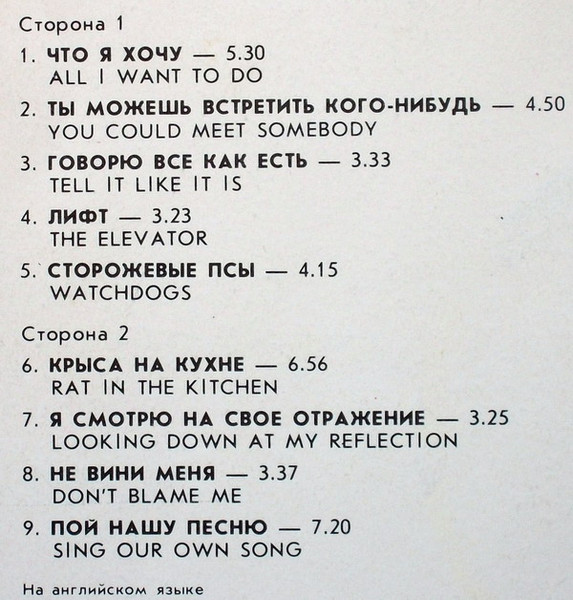 Сторона 1
1. ЧТО Я ХОЧУ — 5.30
ALL I WANT TO DO
2. ТЫ МОЖЕШЬ ВСТРЕТИТЬ КОГО-НИБУДЬ — 4.50
YOU COULD MEET SOMEBODY
3. ГОВОРЮ ВСЕ КАК ЕСТЬ — 3.33
TELL IT LIKE IT IS
4. ЛИФТ — 3.23
THE ELEVATOR
5. СТОРОЖЕВЫЕ ПСЫ — 4.15
WATCHDOGS
Сторона 2
6. КРЫСА НА КУХНЕ — 6.56
RAT IN THE KITCHEN
7. Я СМОТРЮ НА СВОЕ ОТРАЖЕНИЕ — 3.25
LOOKING DOWN AT MY REFLECTION
8. НЕ ВИНИ МЕНЯ — 3.37
DON'T BLAME ME
9. ПОЙ НАШУ ПЕСНЮ — 7.20
SING OUR OWN SONG
На английском языке